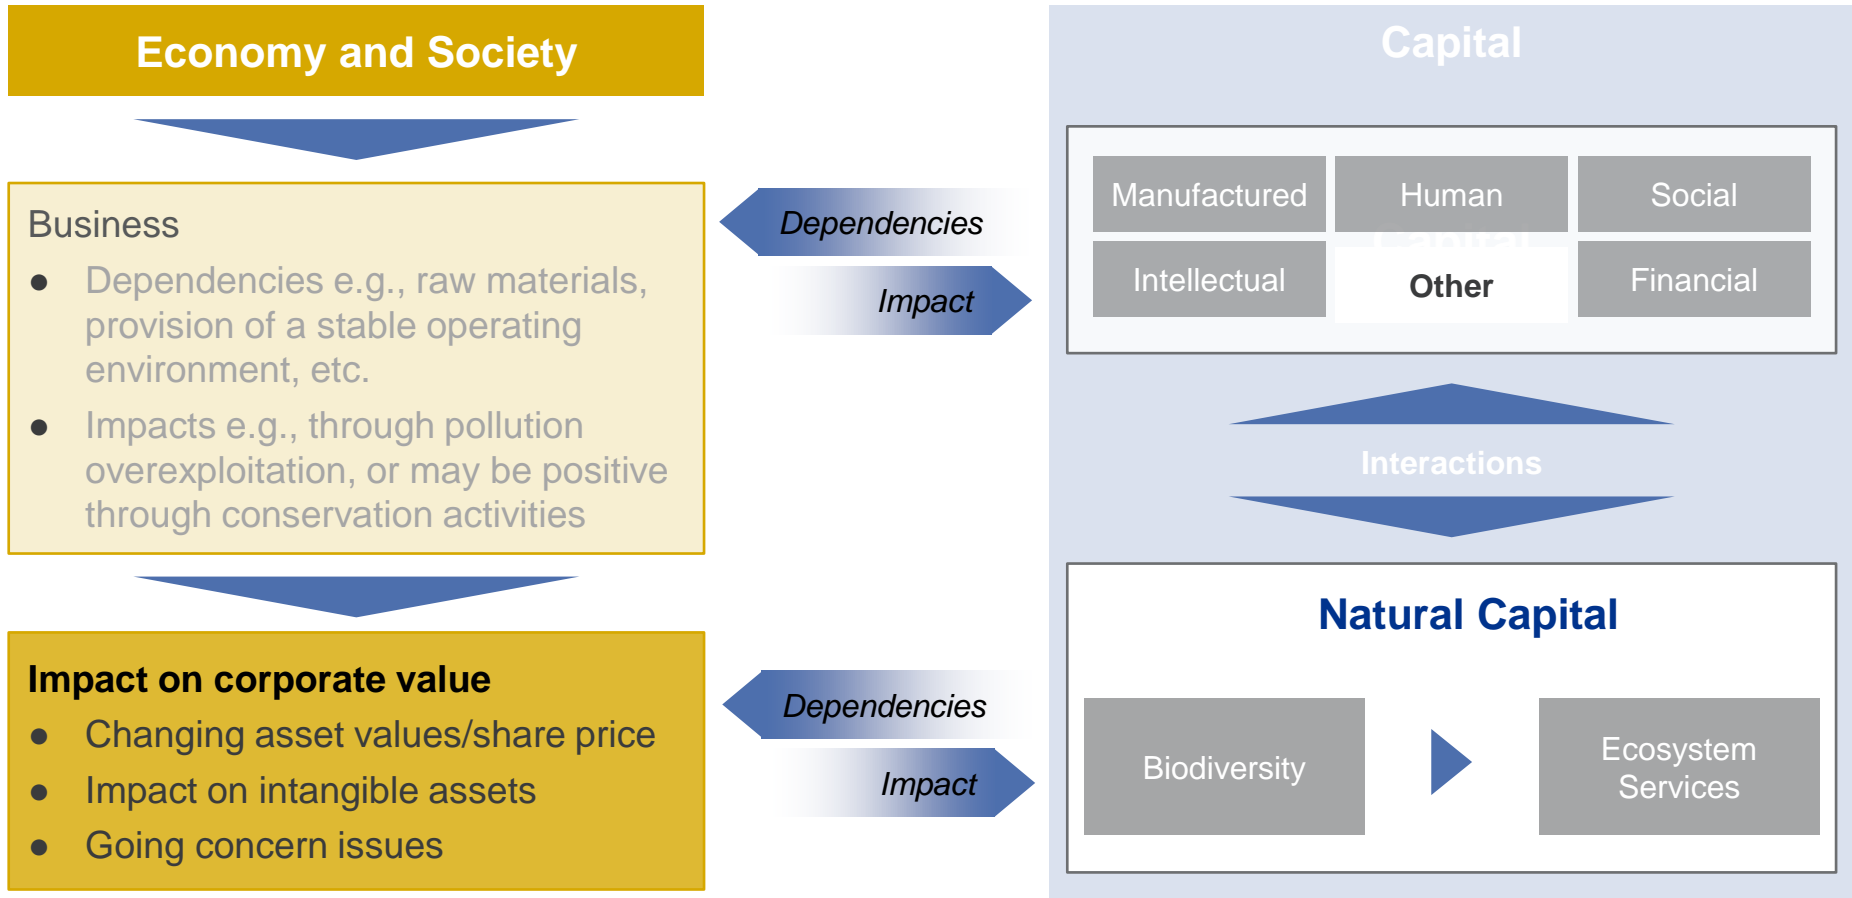 Economy and Society
Business
● Dependencies e.g., raw materials,
provision of a stable operating
environment, etc.
● Impacts e.g., through pollution
overexploitation, or may be positive
through conservation activities
Impact on corporate value
● Changing asset values/share price
● Impact on intangible assets
● Going concern issues
Dependencies
Impact
Dependencies
Impact
Capital
Manufactured
Human
Social
Capital
Intellectual
Other
Financial
Interactions
Natural Capital
Biodiversity
Ecosystem
Services